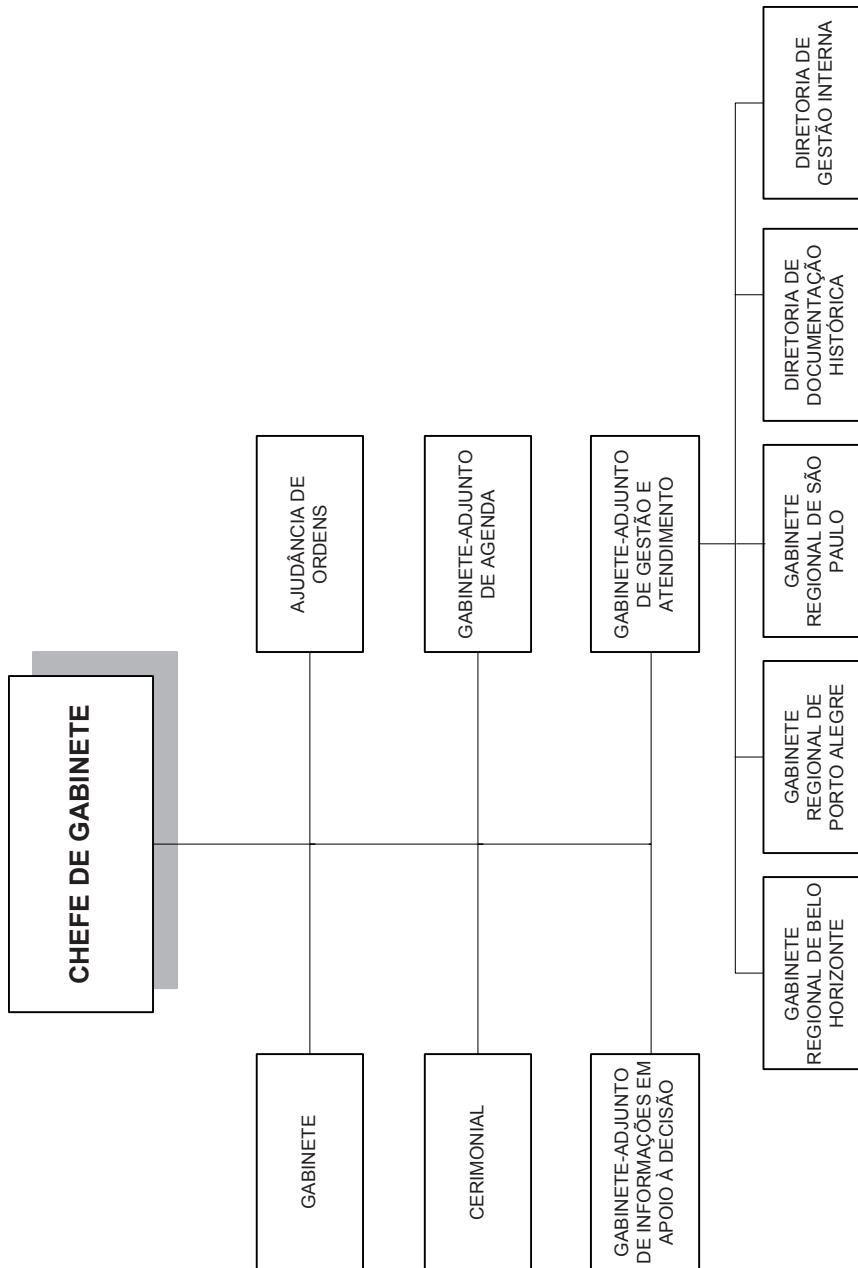 CHEFE DE GABINETE
GABINETE
AJUDÂNCIA DE
ORDENS
CERIMONIAL
GABINETE-ADJUNTO
DE AGENDA
GABINETE-ADJUNTO
DE INFORMAÇÕES EM
APOIO À DECISÃO
GABINETE-ADJUNTO
DE GESTÃO E
ATENDIMENTO
GABINETE
REGIONAL DE BELO
HORIZONTE
GABINETE
REGIONAL DE
PORTO ALEGRE
GABINETE
REGIONAL DE SÃO
PAULO
DIRETORIA DE
DOCUMENTAÇÃO
HISTÓRICA
DIRETORIA DE
GESTÃO INTERNA